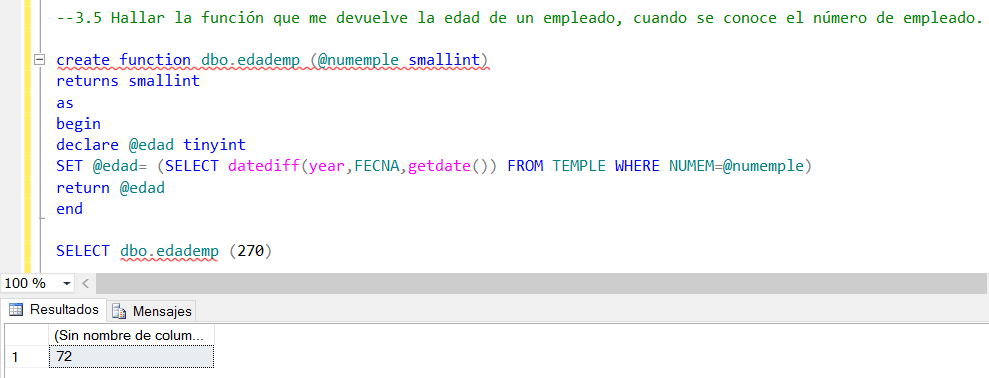 --3.5 Hallar la función que me devuelve la edad de un empleado, cuando se conoce el número de empleado.
create function dbo.edademp (@numemple smallint)
returns smallint
as
begin
declare @edad tinyint
SET @edad= (SELECT datediff(year,FECNA,getdate()) FROM TEMPLE WHERE NUMEM=@numemple)
return @edad
end
SELECT dbo.edademp (270)
100 %
Resultados Mensajes
(Sin nombre de colum...
1 72